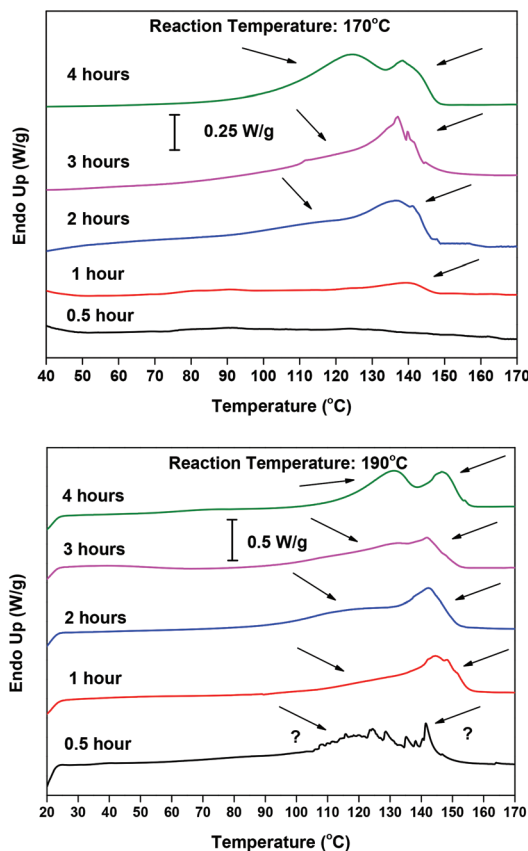 Reaction Temperature: 170°C
4 hours
0.25 W/g
3 hours
2 hours
1 hour
0.5 hour
Endo Up (W/g)
40 50 60 70 80 90 100 110 120 130 140 150 160 170
Temperature (°C)
Reaction Temperature: 190°C
4 hours
0.5 W/g
3 hours
2 hours
1 hour
0.5 hour
? ?
Endo Up (W/g)
20 30 40 50 60 70 80 90 100 110 120 130 140 150 160 170
Temperature (°C)